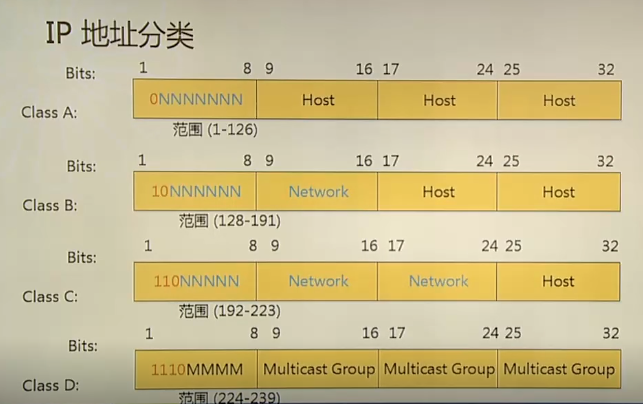 IP 地址分类
Bits: 1 8 9 16 17 24 25 32
Class A: 0NNNNNNN Host Host Host
范围 (1-126)
Bits: 1 8 9 16 17 24 25 32
Class B: 10NNNNNN Network Host Host
范围 (128-191)
Bits: 1 8 9 16 17 24 25 32
Class C: 110NNNNN Network Network Host
范围 (192-223)
Bits: 1 8 9 16 17 24 25 32
Class D: 1110MMMM Multicast Group Multicast Group Multicast Group
范围 (224-239)